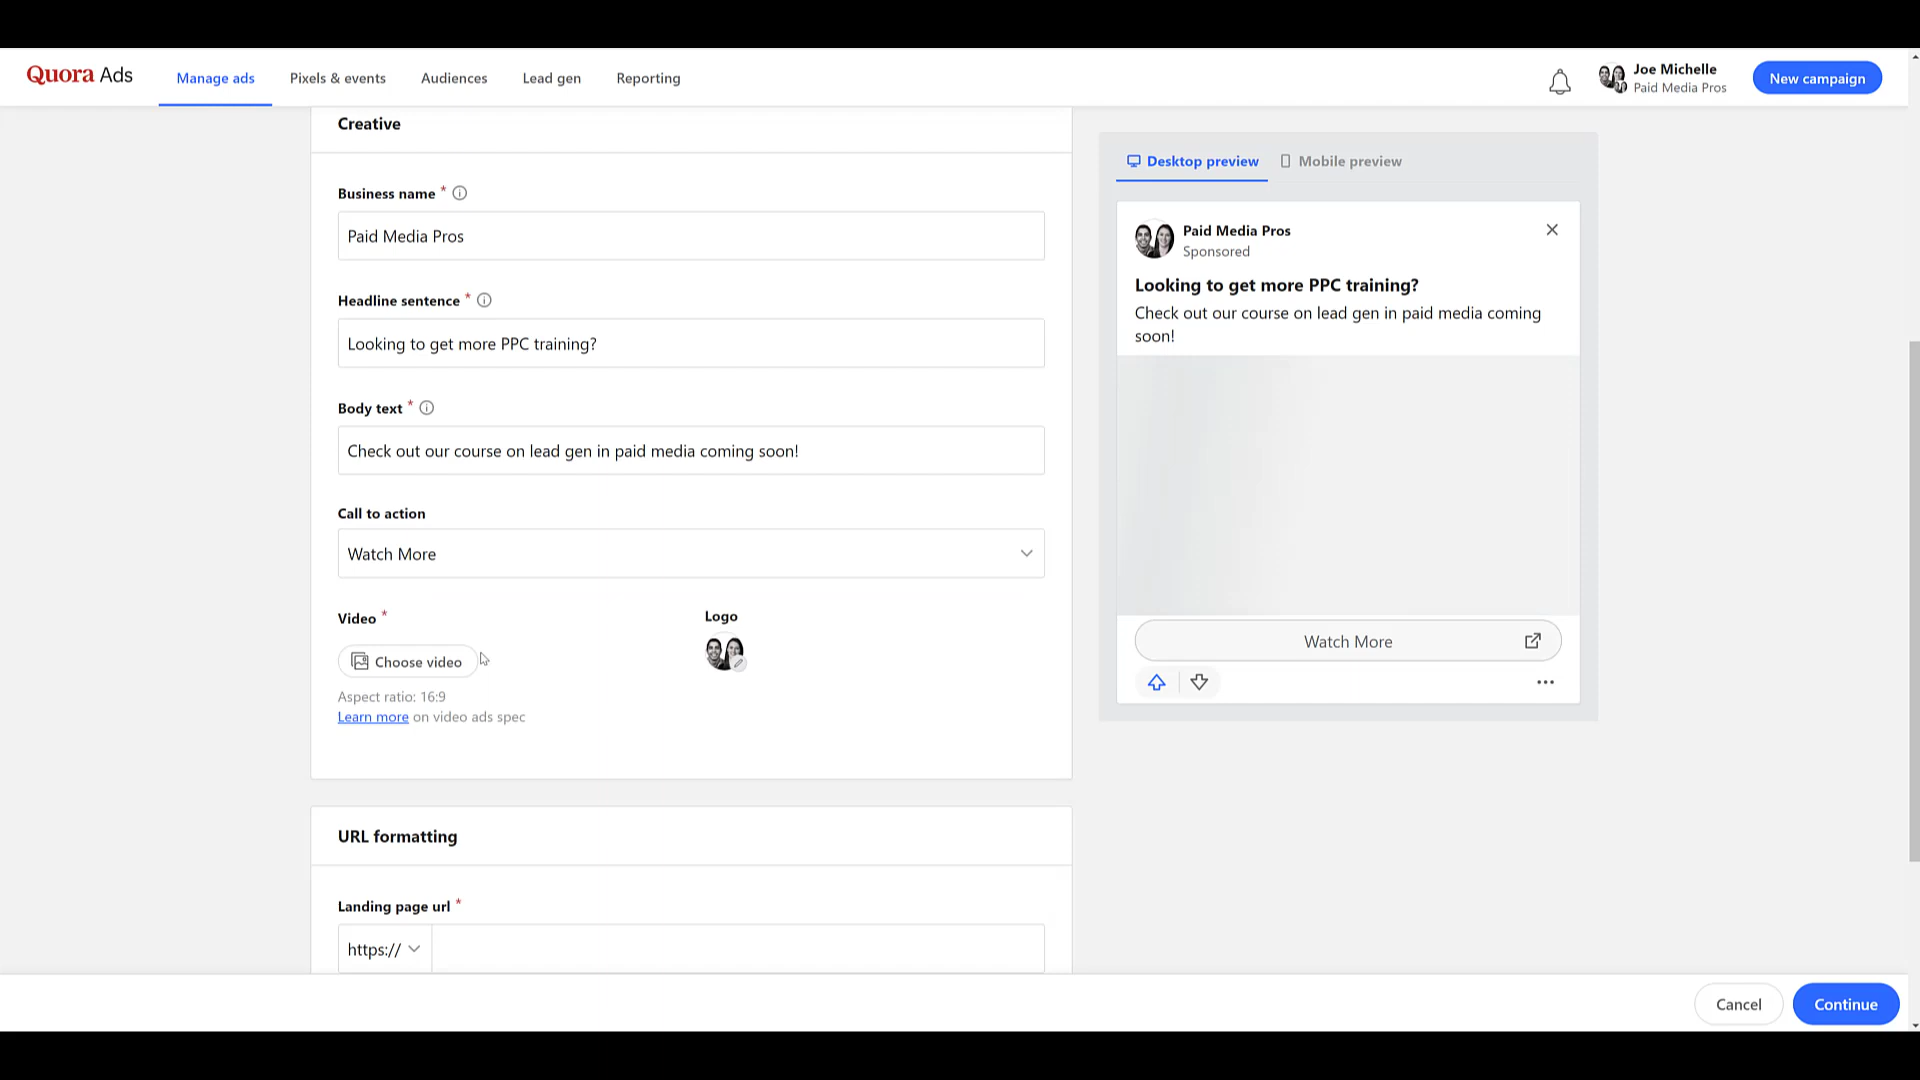 Quora Ads
Manage ads
Pixels & events
Audiences
Lead gen
Reporting
Joe Michelle
Paid Media Pros
New campaign
Creative
Business name *
Paid Media Pros
Headline sentence *
Looking to get more PPC training?
Body text *
Check out our course on lead gen in paid media coming soon!
Call to action
Watch More
Video *
Choose video
Aspect ratio: 16:9
Learn more on video ads spec
Logo
URL formatting
Landing page url *
https://
Desktop preview
Mobile preview
Paid Media Pros
Sponsored
Looking to get more PPC training?
Check out our course on lead gen in paid media coming
soon!
Watch More
Cancel
Continue